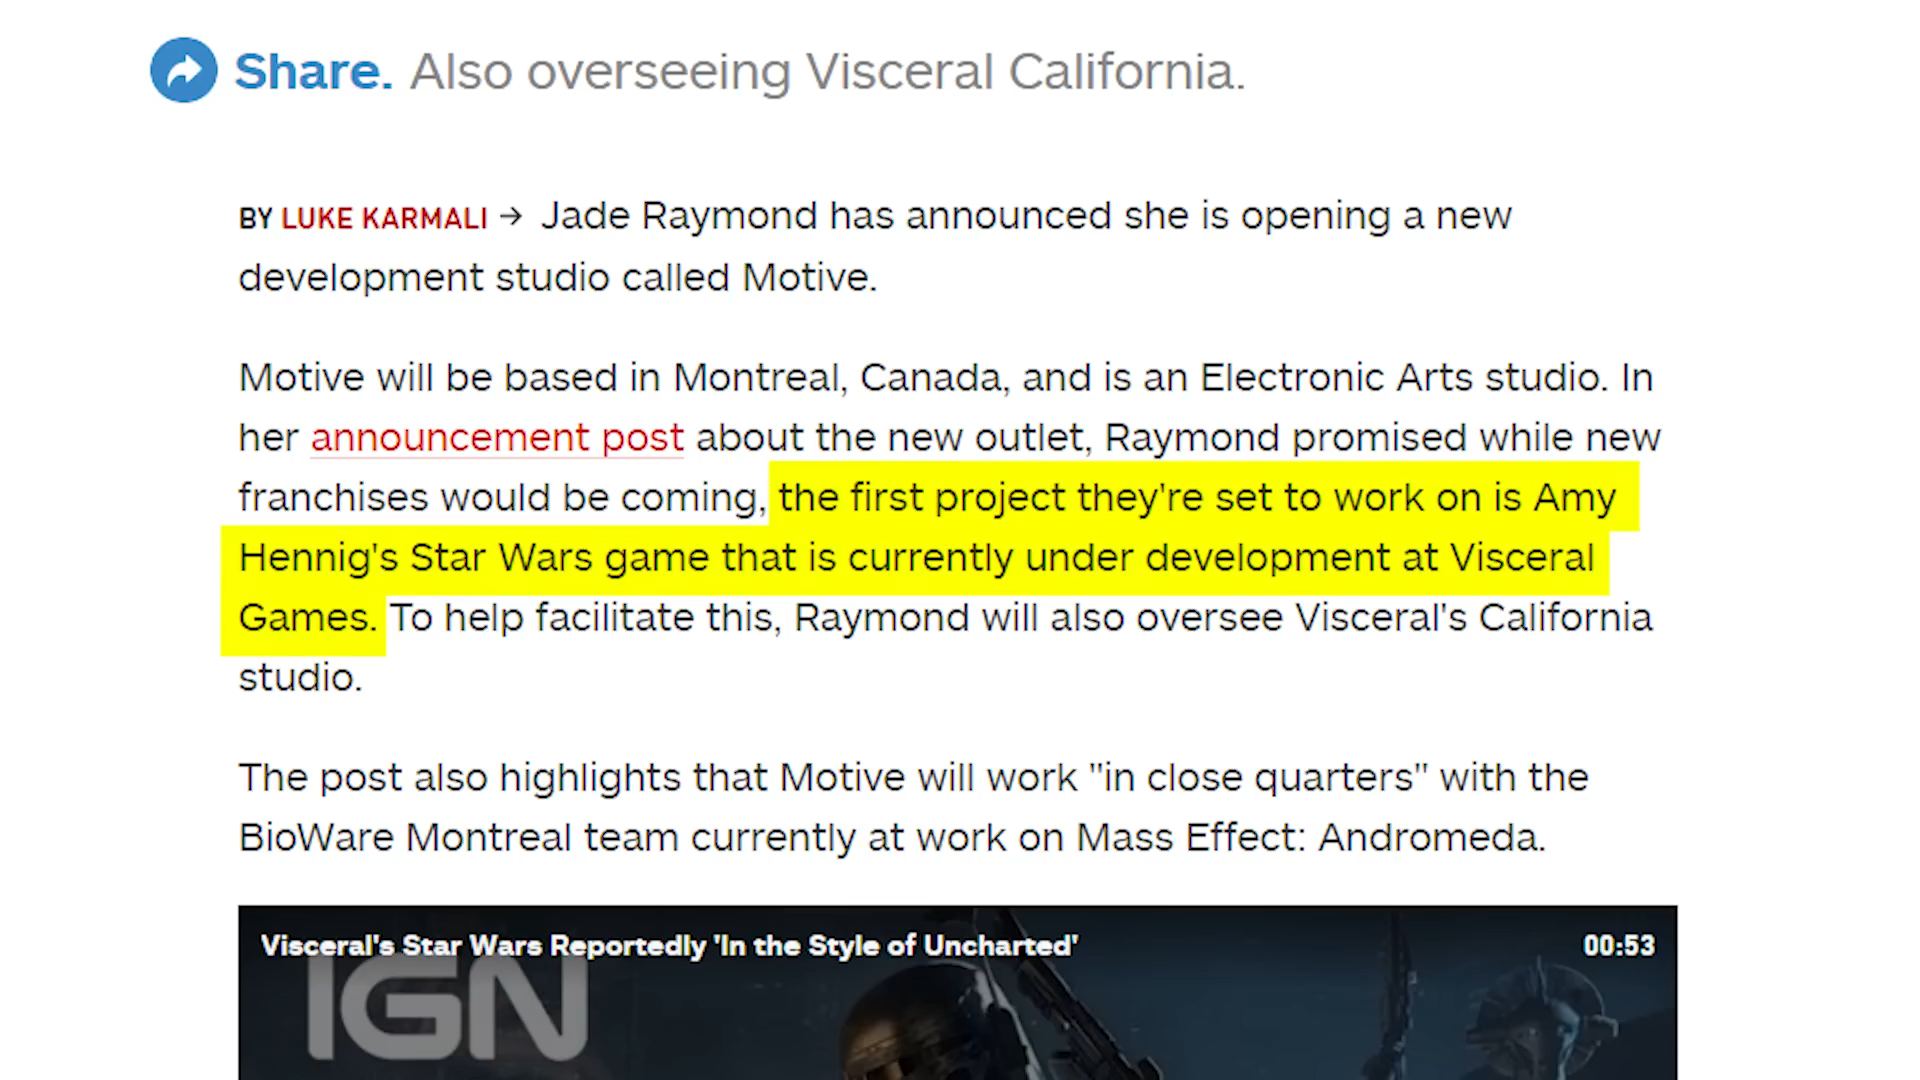 Share. Also overseeing Visceral California.
BY LUKE KARMALI → Jade Raymond has announced she is opening a new
development studio called Motive.
Motive will be based in Montreal, Canada, and is an Electronic Arts studio. In
her announcement post about the new outlet, Raymond promised while new
franchises would be coming, the first project they're set to work on is Amy
Hennig's Star Wars game that is currently under development at Visceral
Games. To help facilitate this, Raymond will also oversee Visceral's California
studio.
The post also highlights that Motive will work "in close quarters" with the
BioWare Montreal team currently at work on Mass Effect: Andromeda.
Visceral's Star Wars Reportedly 'In the Style of Uncharted' 00:53
IGN